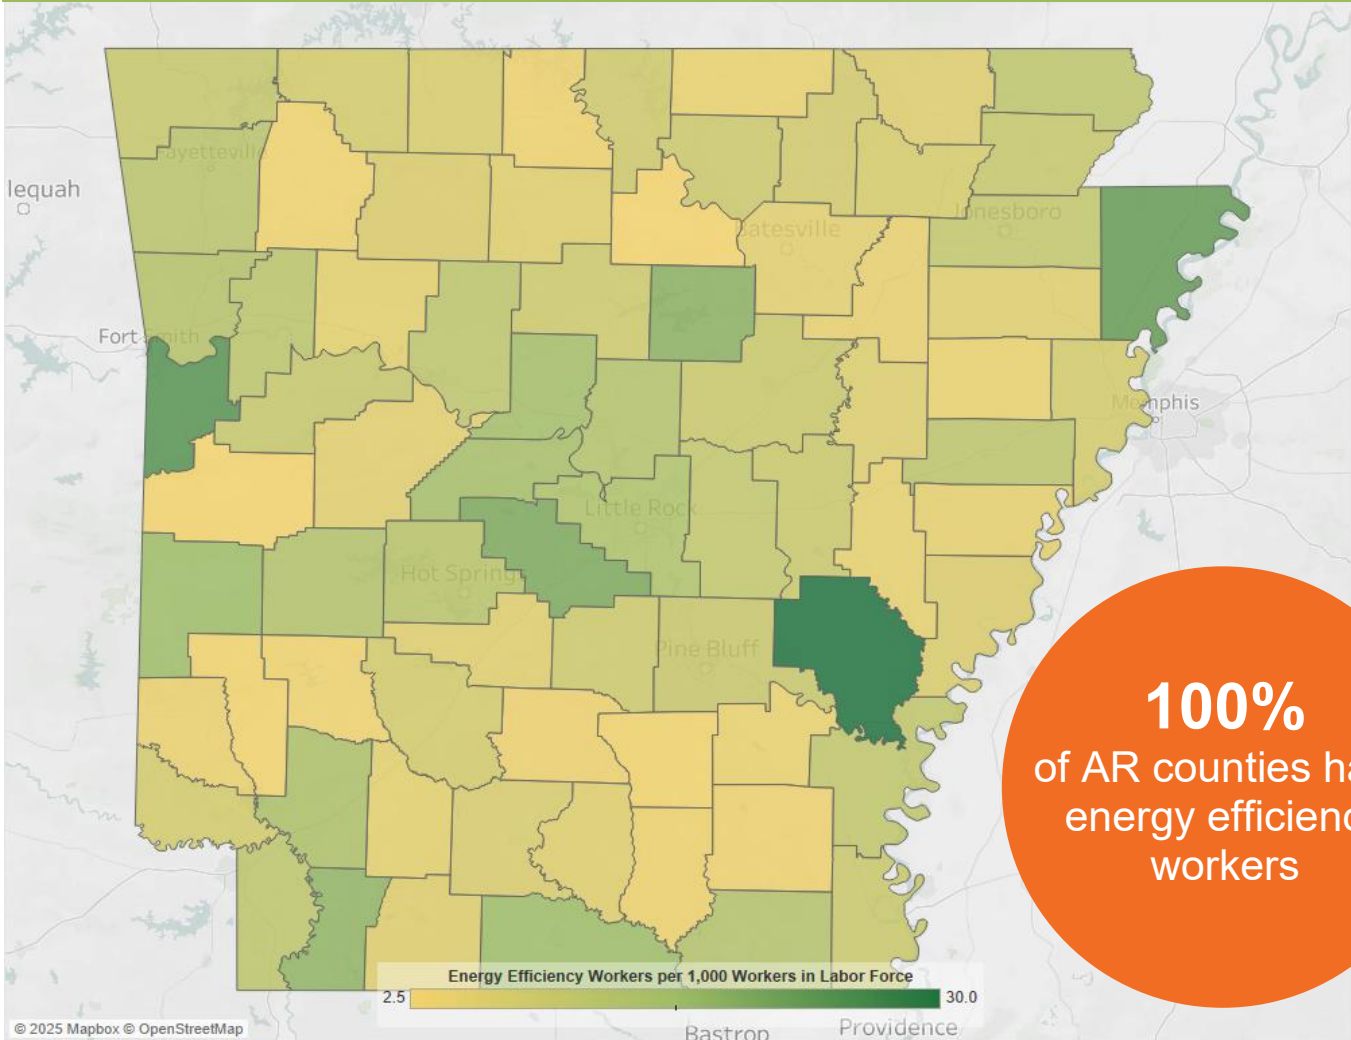 Fayetteville
lequah
Jonesboro
Batesville
Fort Smith
Memphis
Little Rock
Hot Springs
Pine Bluff
100%
of AR counties ha
energy efficienc
workers
Energy Efficiency Workers per 1,000 Workers in Labor Force
2.5
30.0
© 2025 Mapbox © OpenStreetMap
Bastrop
Providence